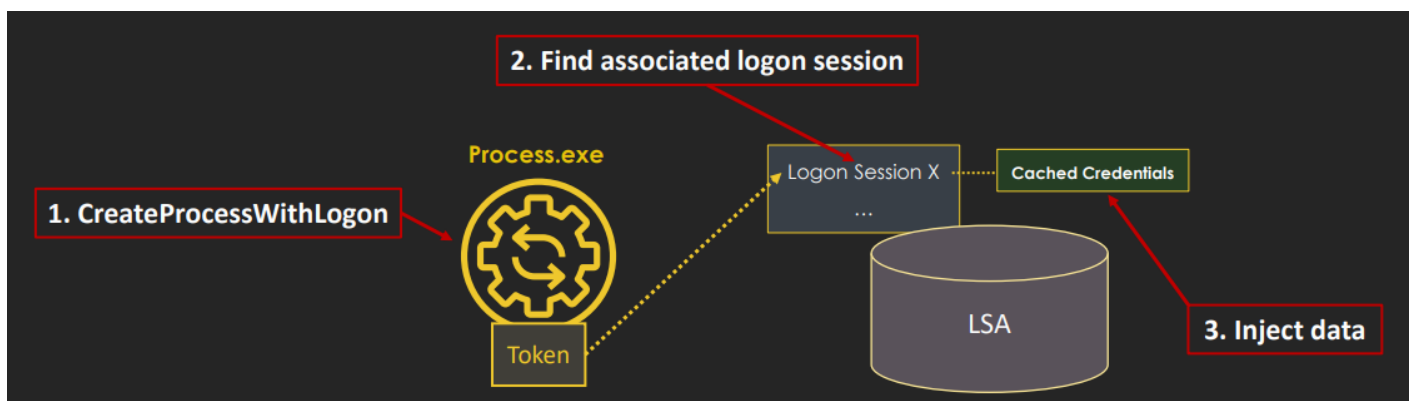 2. Find associated logon session
Process.exe
Logon Session X
...
Cached Credentials
1. CreateProcessWithLogon
Token
LSA
3. Inject data